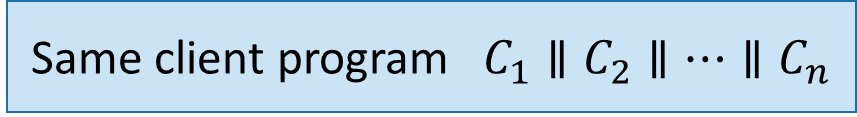 Same client program C₁ ∥ C₂ ∥ ⋯ ∥ Cₙ